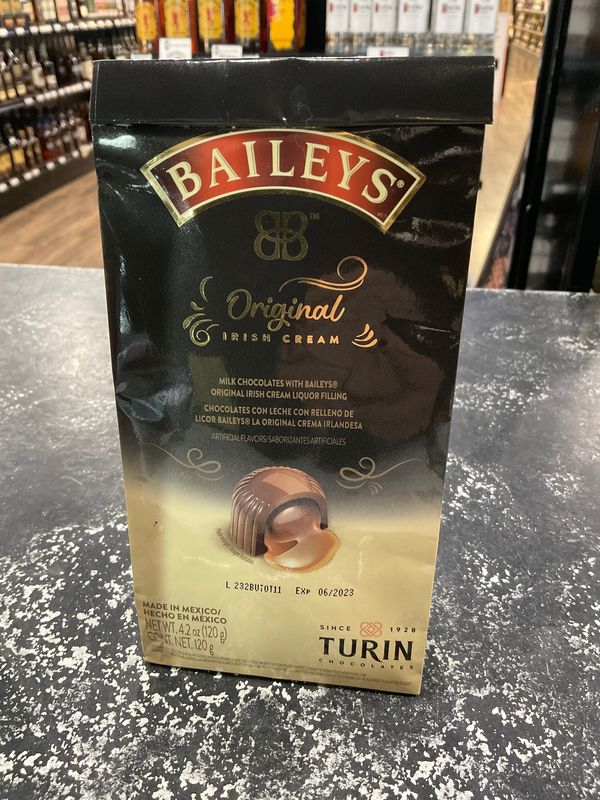 BAILEYS®
BB™
Original
IRISH CREAM
MILK CHOCOLATES WITH BAILEYS®
ORIGINAL IRISH CREAM LIQUOR FILLING
CHOCOLATES CON LECHE CON RELLENO DE
LICOR BAILEYS® LA ORIGINAL CREMA IRLANDESA
ARTIFICIAL FLAVORS/SABORIZANTES ARTIFICIALES
L 232BUT0T11 EXP 06/2023
MADE IN MEXICO/
HECHO EN MÉXICO
NET WT. 4.2 oz (120 g)
CONT. NET. 120 g
SINCE 1928
TURIN
CHOCOLATES